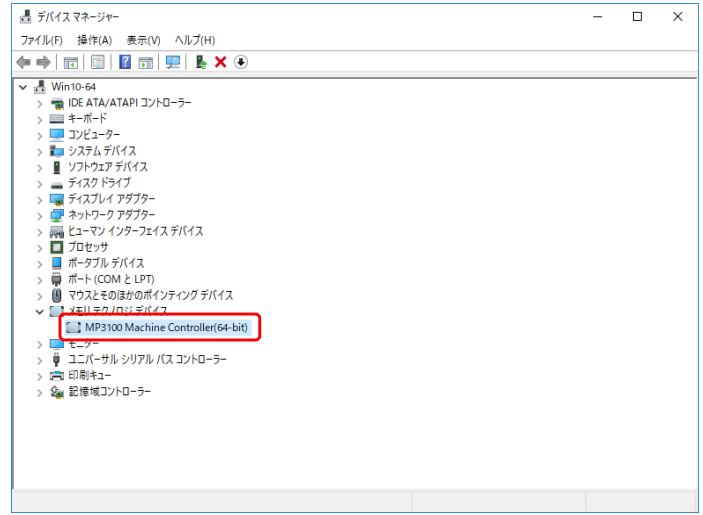 デバイス マネージャー
ファイル(F) 操作(A) 表示(V) ヘルプ(H)
Win10-64
IDE ATA/ATAPI コントローラー
キーボード
コンピューター
システム デバイス
ソフトウェア デバイス
ディスク ドライブ
ディスプレイ アダプター
ネットワーク アダプター
ヒューマン インターフェイス デバイス
プロセッサ
ポータブル デバイス
ポート (COM と LPT)
マウスとそのほかのポインティング デバイス
メモリ テクノロジ デバイス
MP3100 Machine Controller(64-bit)
モニター
ユニバーサル シリアル バス コントローラー
印刷キュー
記憶域コントローラー